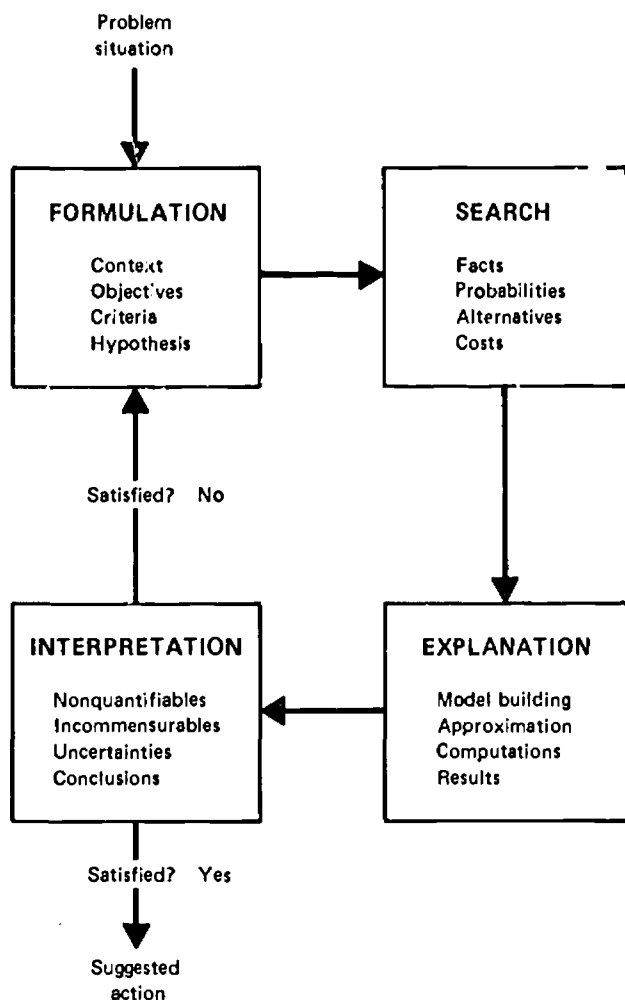 Problem
situation
FORMULATION
Context
Objectives
Criteria
Hypothesis
SEARCH
Facts
Probabilities
Alternatives
Costs
Satisfied? No
INTERPRETATION
Nonquantifiables
Incommensurables
Uncertainties
Conclusions
EXPLANATION
Model building
Approximation
Computations
Results
Satisfied? Yes
Suggested
action